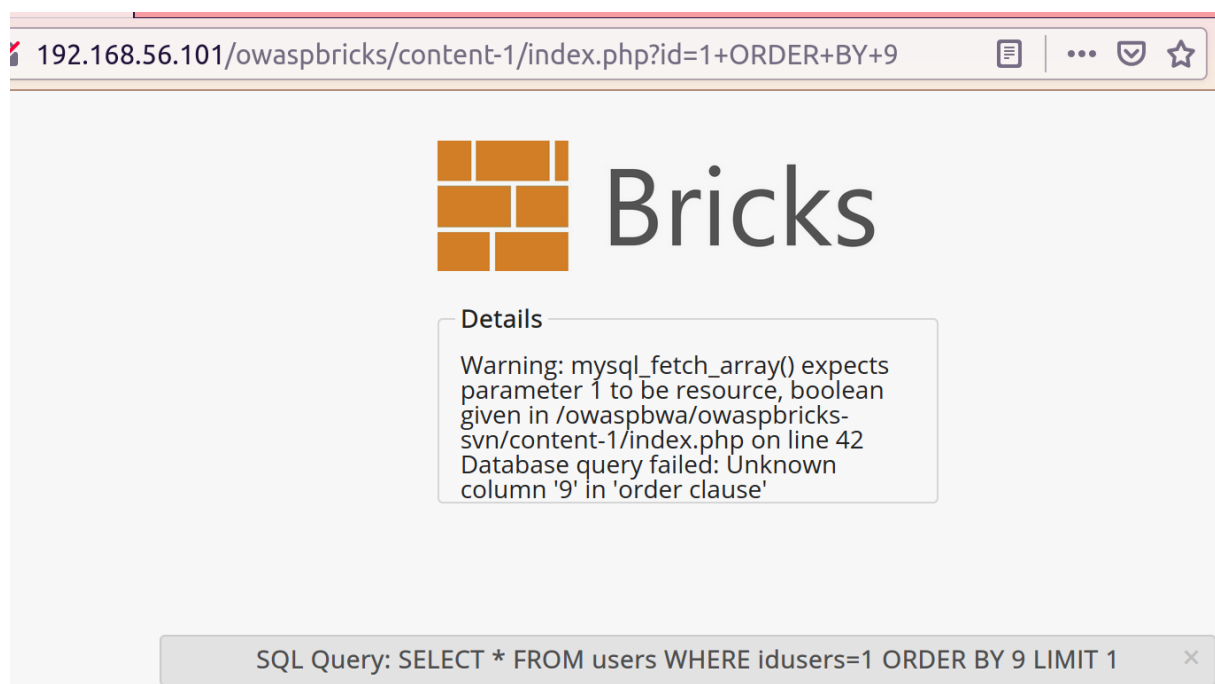 192.168.56.101/owaspbricks/content-1/index.php?id=1+ORDER+BY+9
Bricks
Details
Warning: mysql_fetch_array() expects
parameter 1 to be resource, boolean
given in /owaspbwa/owaspbricks-
svn/content-1/index.php on line 42
Database query failed: Unknown
column '9' in 'order clause'
SQL Query: SELECT * FROM users WHERE idusers=1 ORDER BY 9 LIMIT 1 ×